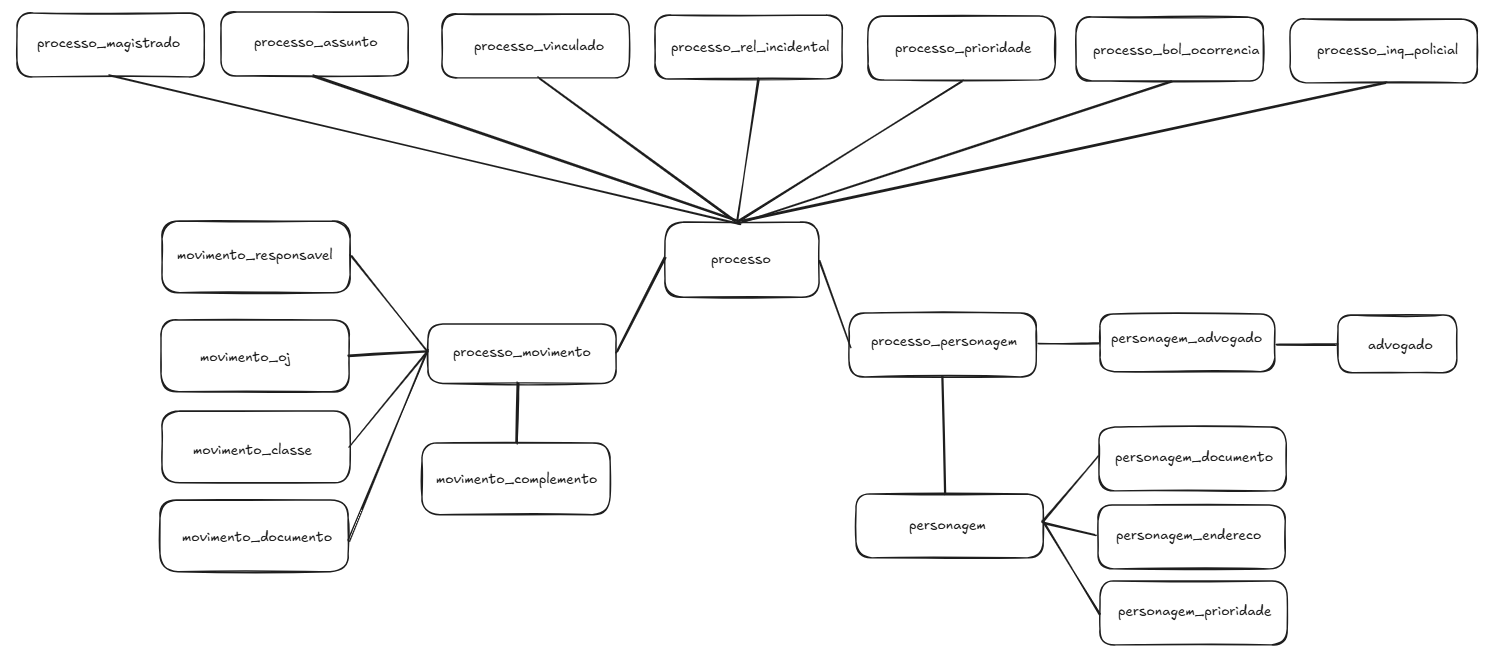 processo_magistrado
processo_assunto
processo_vinculado
processo_rel_incidental
processo_prioridade
processo_bol_ocorrencia
processo_inq_policial
movimento_responsavel
processo
movimento_oj
processo_movimento
processo_personagem
personagem_advogado
advogado
movimento_classe
movimento_complemento
personagem_documento
movimento_documento
personagem
personagem_endereco
personagem_prioridade